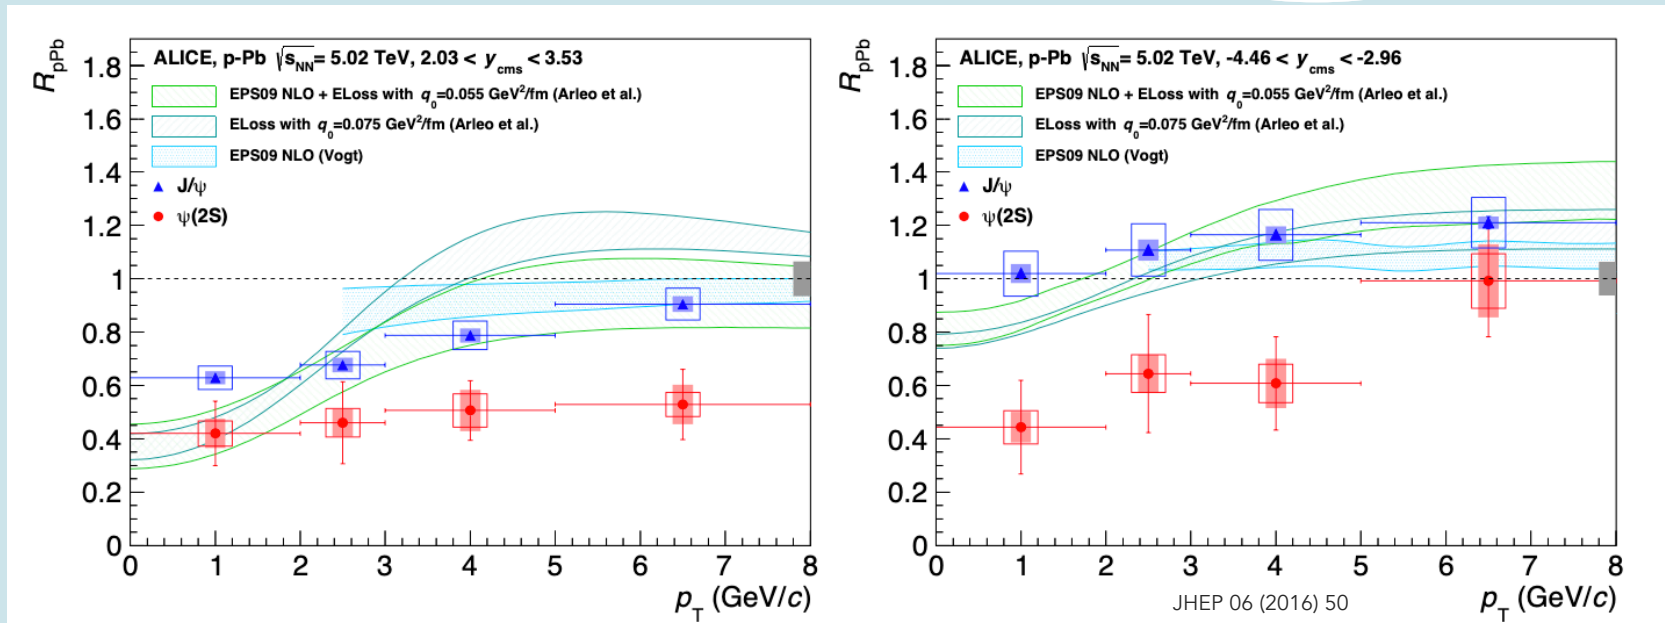 ALICE, p-Pb √sNN= 5.02 TeV, 2.03 < ycms < 3.53
EPS09 NLO + ELoss with q0=0.055 GeV²/fm (Arleo et al.)
ELoss with q0=0.075 GeV²/fm (Arleo et al.)
EPS09 NLO (Vogt)
J/ψ
ψ(2S)
RpPb
1.8
1.6
1.4
1.2
1
0.8
0.6
0.4
0.2
0
0 1 2 3 4 5 6 7 8
pT (GeV/c)
ALICE, p-Pb √sNN= 5.02 TeV, -4.46 < ycms < -2.96
EPS09 NLO + ELoss with q0=0.055 GeV²/fm (Arleo et al.)
ELoss with q0=0.075 GeV²/fm (Arleo et al.)
EPS09 NLO (Vogt)
J/ψ
ψ(2S)
RpPb
1.8
1.6
1.4
1.2
1
0.8
0.6
0.4
0.2
0
0 1 2 3 4 5 6 7 8
pT (GeV/c)
JHEP 06 (2016) 50